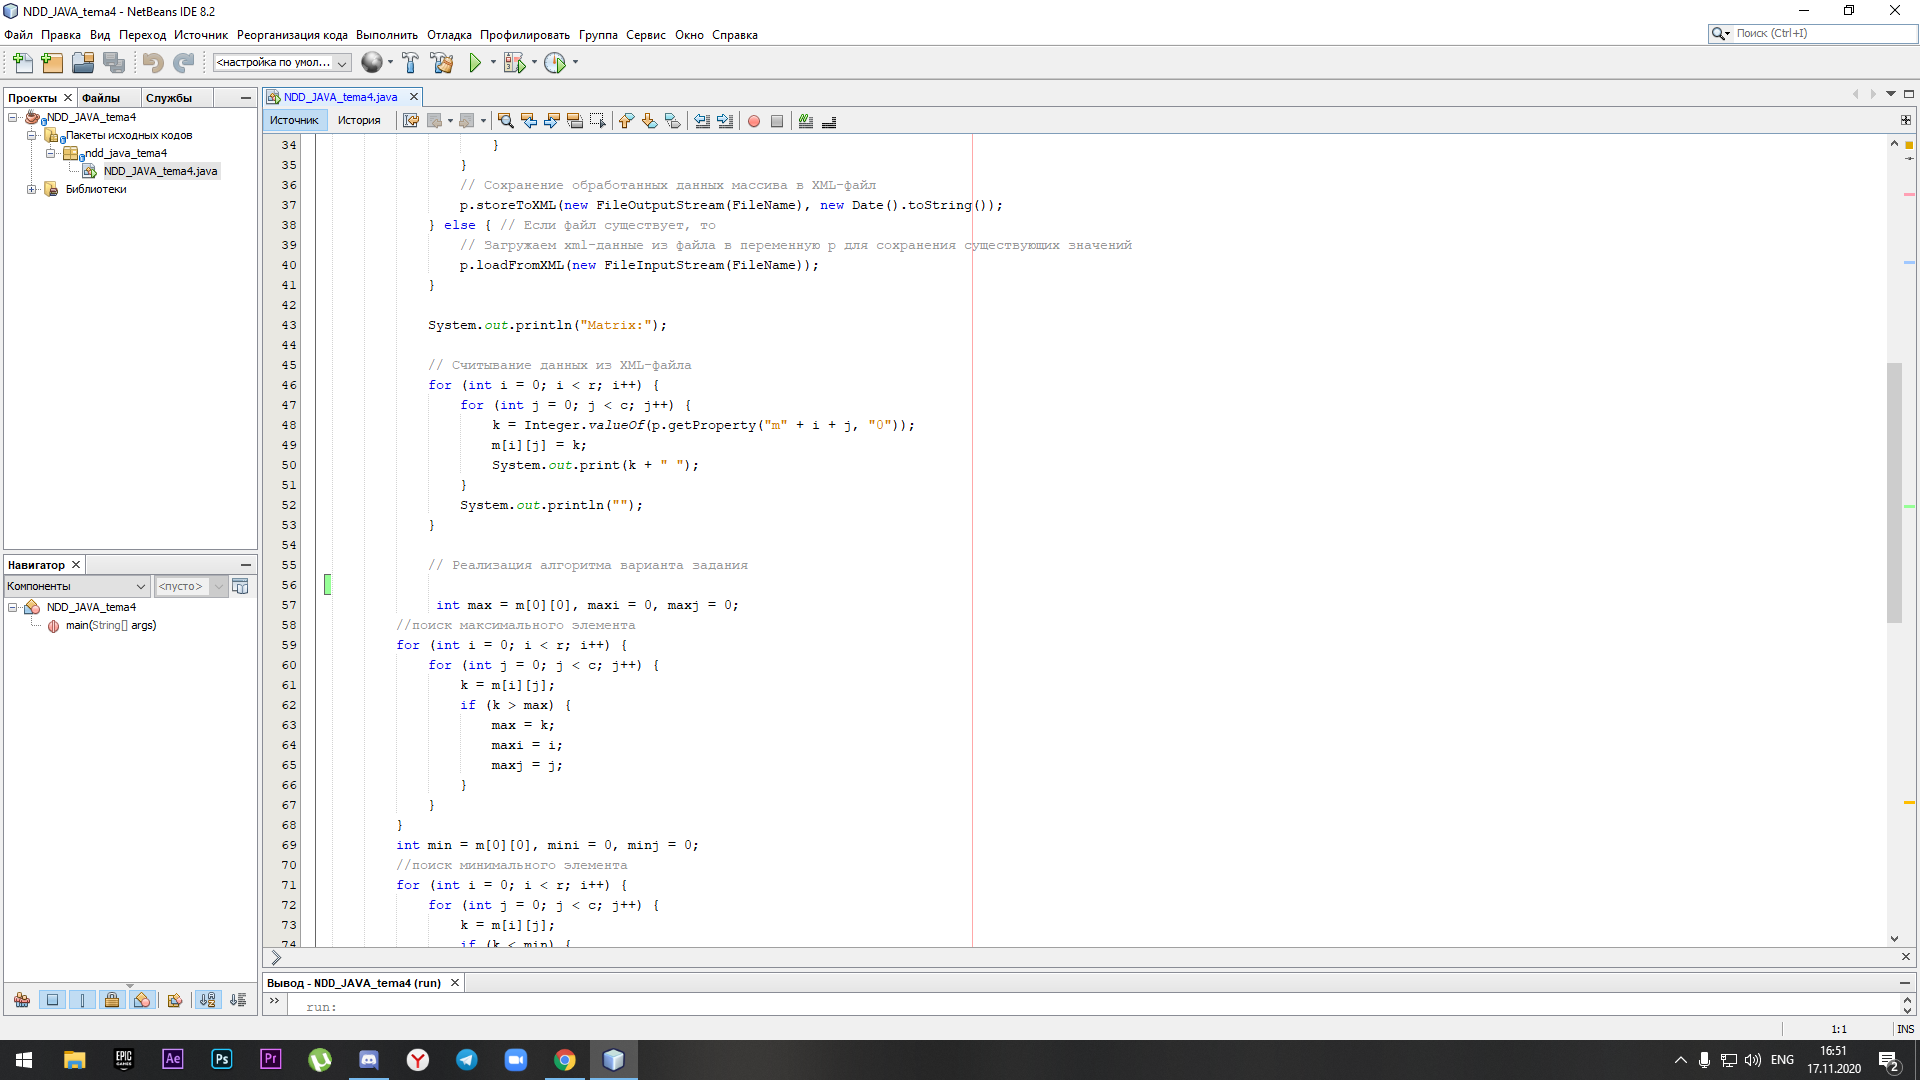 NDD_JAVA_tema4 - NetBeans IDE 8.2
Файл Правка Вид Переход Источник Реорганизация кода Выполнить Отладка Профилировать Группа Сервис Окно Справка
Поиск (Ctrl+I)
<настройка по умол...
Проекты Файлы Службы
NDD_JAVA_tema4
Пакеты исходных кодов
ndd_java_tema4
NDD_JAVA_tema4.java
Библиотеки
Навигатор
Компоненты <пусто>
NDD_JAVA_tema4
main(String[] args)
NDD_JAVA_tema4.java
Источник История
34 }
35 }
36 // Сохранение обработанных данных массива в XML-файл
37 p.storeToXML(new FileOutputStream(FileName), new Date().toString());
38 } else { // Если файл существует, то
39 // Загружаем xml-данные из файла в переменную p для сохранения существующих значений
40 p.loadFromXML(new FileInputStream(FileName));
41 }
42
43 System.out.println("Matrix:");
44
45 // Считывание данных из XML-файла
46 for (int i = 0; i < r; i++) {
47 for (int j = 0; j < c; j++) {
48 k = Integer.valueOf(p.getProperty("m" + i + j, "0"));
49 m[i][j] = k;
50 System.out.print(k + " ");
51 }
52 System.out.println("");
53 }
54
55 // Реализация алгоритма варианта задания
56
57 int max = m[0][0], maxi = 0, maxj = 0;
58 //поиск максимального элемента
59 for (int i = 0; i < r; i++) {
60 for (int j = 0; j < c; j++) {
61 k = m[i][j];
62 if (k > max) {
63 max = k;
64 maxi = i;
65 maxj = j;
66 }
67 }
68 }
69 int min = m[0][0], mini = 0, minj = 0;
70 //поиск минимального элемента
71 for (int i = 0; i < r; i++) {
72 for (int j = 0; j < c; j++) {
73 k = m[i][j];
74 if (k < min) {
Вывод - NDD_JAVA_tema4 (run)
run:
1:1 INS
EPIC GAMES Ae Ps Pr
ENG 16:51
17.11.2020
2